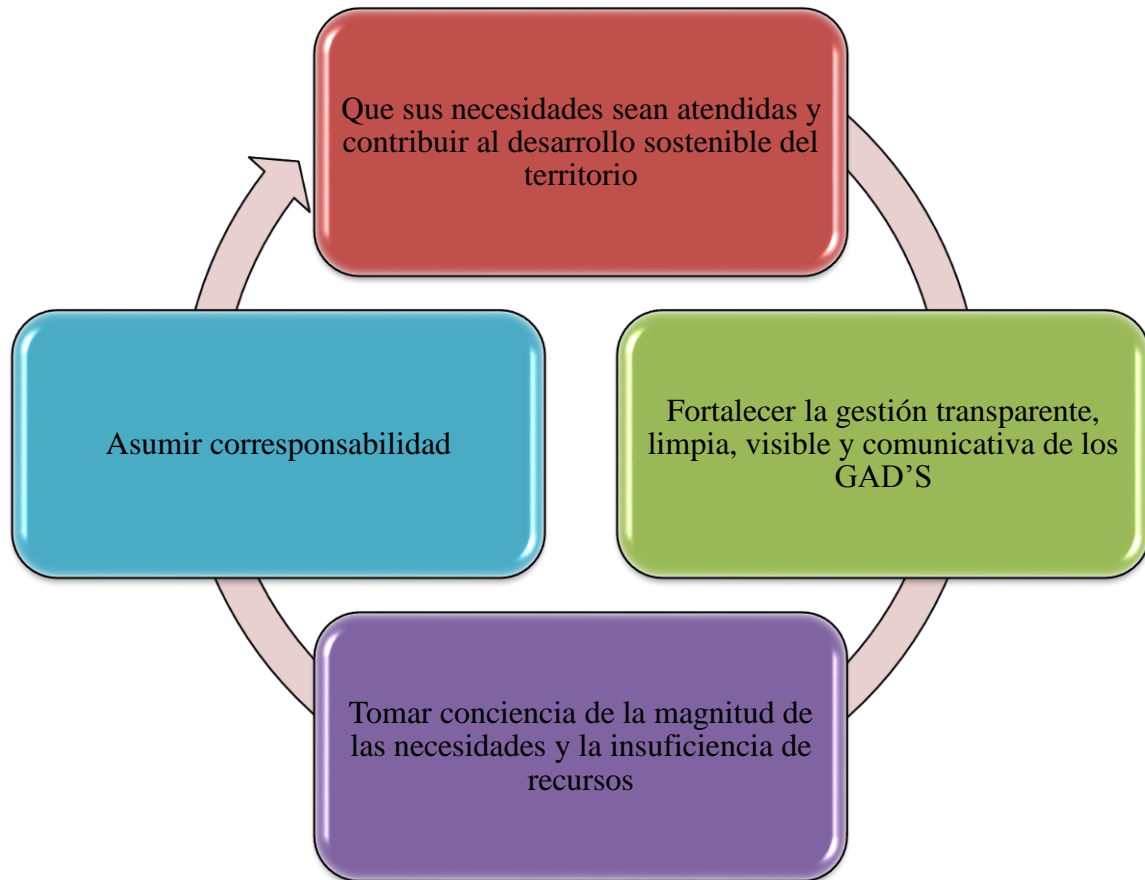 Que sus necesidades sean atendidas y
contribuir al desarrollo sostenible del
territorio
Fortalecer la gestión transparente,
limpia, visible y comunicativa de los
GAD’S
Tomar conciencia de la magnitud de
las necesidades y la insuficiencia de
recursos
Asumir corresponsabilidad